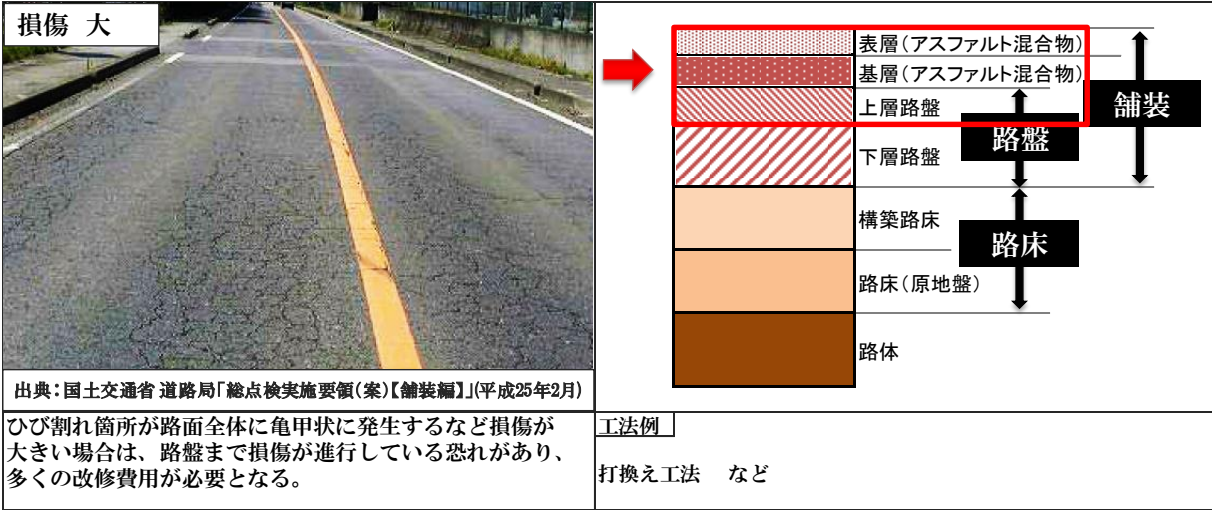 損傷 大
出典:国土交通省 道路局「総点検実施要領(案)【舗装編】」(平成25年2月)
ひび割れ箇所が路面全体に亀甲状に発生するなど損傷が
大きい場合は、路盤まで損傷が進行している恐れがあり、
多くの改修費用が必要となる。
表層(アスファルト混合物)
基層(アスファルト混合物)
上層路盤
下層路盤
構築路床
路床(原地盤)
路体
舗装
路盤
路床
工法例
打換え工法 など